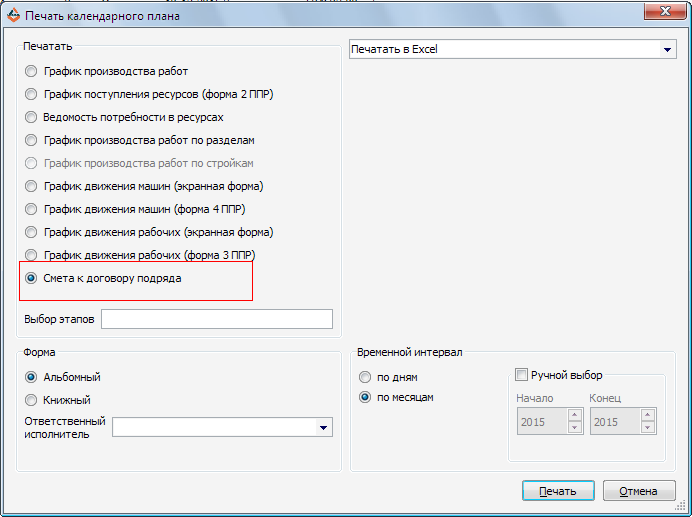 Печать календарного плана
Печатать
Печатать в Excel
График производства работ
График поступления ресурсов (форма 2 ППР)
Ведомость потребности в ресурсах
График производства работ по разделам
График производства работ по стройкам
График движения машин (экранная форма)
График движения машин (форма 4 ППР)
График движения рабочих (экранная форма)
График движения рабочих (форма 3 ППР)
Смета к договору подряда
Выбор этапов
Форма
Альбомный
Книжный
Ответственный
исполнитель
Временной интервал
по дням
по месяцам
Ручной выбор
Начало Конец
2015 2015
Печать Отмена